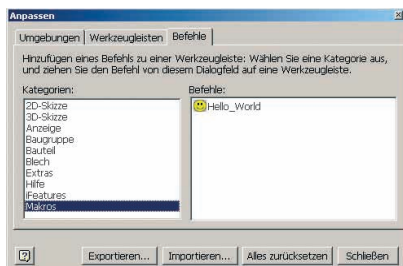 Anpassen
Umgebungen Werkzeugleisten Befehle
Hinzufügen eines Befehls zu einer Werkzeugleiste: Wählen Sie eine Kategorie aus,
und ziehen Sie den Befehl von diesem Dialogfeld auf eine Werkzeugleiste.
Kategorien:
2D-Skizze
3D-Skizze
Anzeige
Baugruppe
Bauteil
Blech
Extras
Hilfe
iFeatures
Makros
Befehle:
Hello_World
Exportieren... Importieren... Alles zurücksetzen Schließen